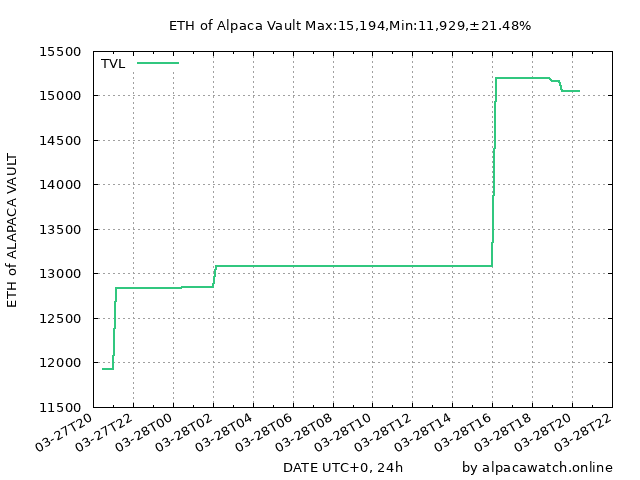 ETH of Alpaca Vault Max:15,194,Min:11,929,±21.48%
15500
TVL
15000
14500
14000
13500
13000
12500
12000
11500
ETH of ALAPACA VAULT
03-27T20
03-27T22
03-28T00
03-28T02
03-28T04
03-28T06
03-28T08
03-28T10
03-28T12
03-28T14
03-28T16
03-28T18
03-28T20
03-28T22
DATE UTC+0, 24h
by alpacawatch.online